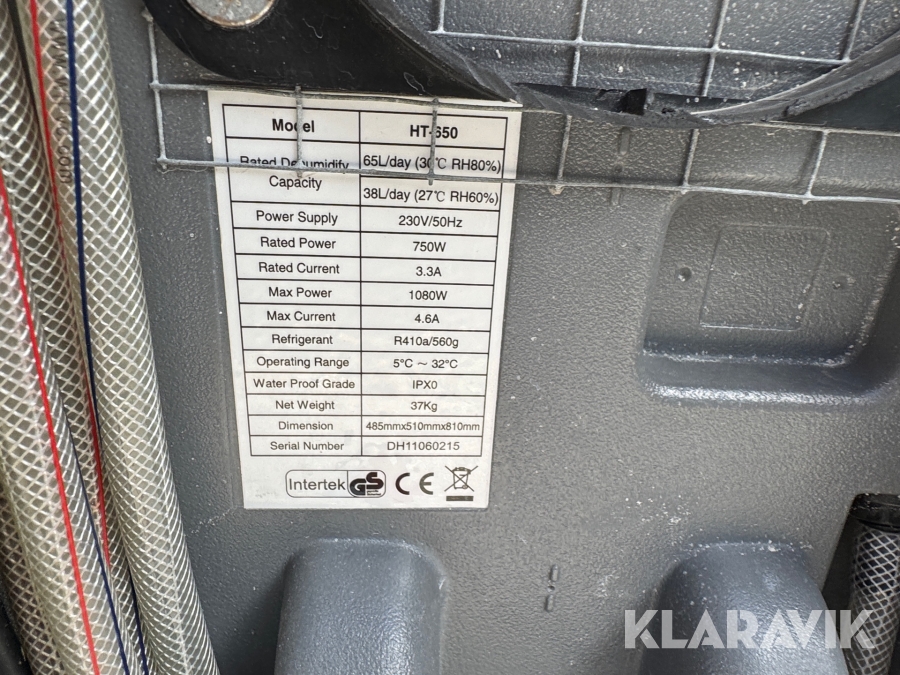 Model HT-650
Rated Dehumidify Capacity 65L/day (30℃ RH80%)
38L/day (27℃ RH60%)
Power Supply 230V/50Hz
Rated Power 750W
Rated Current 3.3A
Max Power 1080W
Max Current 4.6A
Refrigerant R410a/560g
Operating Range 5°C ~ 32°C
Water Proof Grade IPX0
Net Weight 37Kg
Dimension 485mmx510mmx810mm
Serial Number DH11060215
Intertek GS CE
KLARAVIK